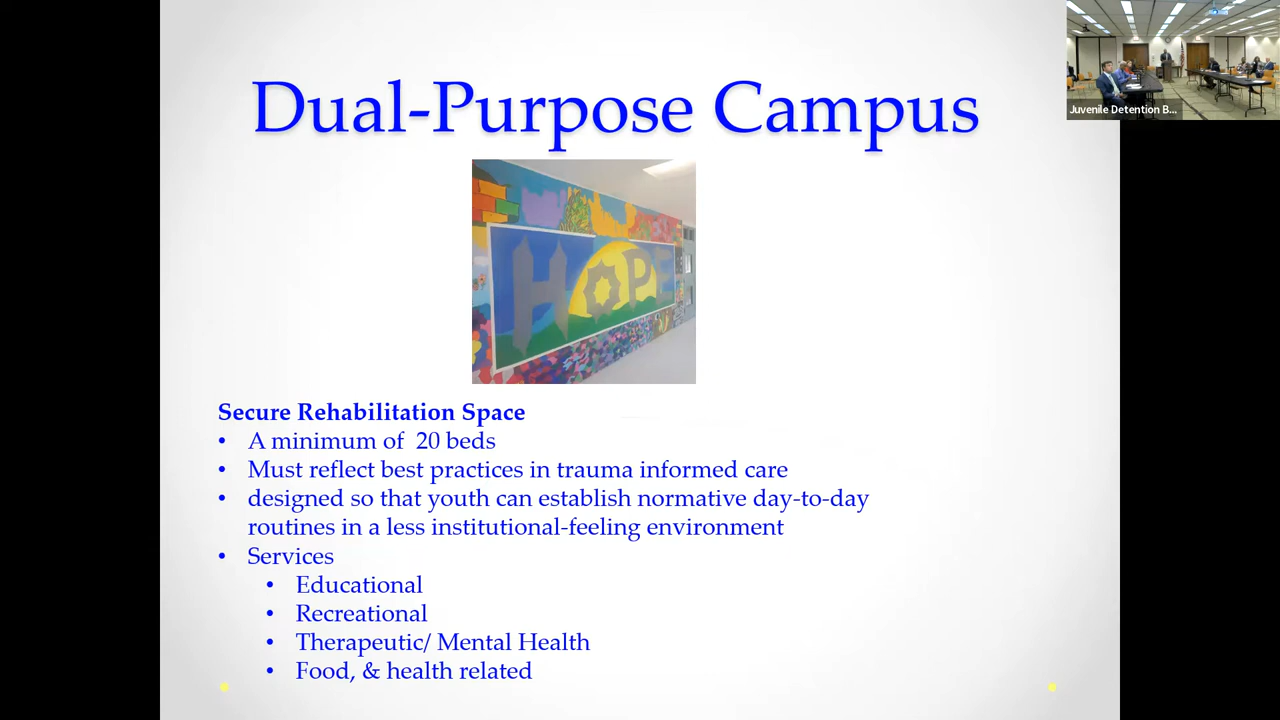 Dual-Purpose Campus
Juvenile Detention B...
HOPE
Secure Rehabilitation Space
• A minimum of 20 beds
• Must reflect best practices in trauma informed care
• designed so that youth can establish normative day-to-day
routines in a less institutional-feeling environment
• Services
• Educational
• Recreational
• Therapeutic/ Mental Health
• Food, & health related